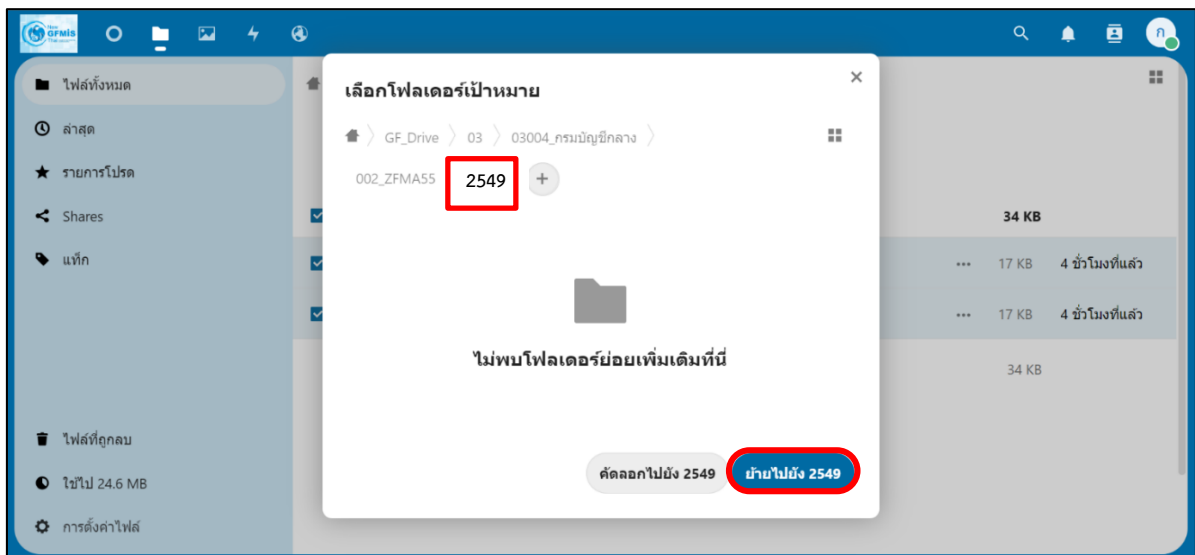 New
GFMIS
Thai
ก
ไฟล์ทั้งหมด
ล่าสุด
รายการโปรด
Shares
แท็ก
ไฟล์ที่ถูกลบ
ใช้ไป 24.6 MB
การตั้งค่าไฟล์
เลือกโฟลเดอร์เป้าหมาย
GF_Drive 03 03004_กรมบัญชีกลาง
002_ZFMA55 2549 +
ไม่พบโฟลเดอร์ย่อยเพิ่มเติมที่นี่
คัดลอกไปยัง 2549 ย้ายไปยัง 2549
34 KB
17 KB 4 ชั่วโมงที่แล้ว
17 KB 4 ชั่วโมงที่แล้ว
34 KB